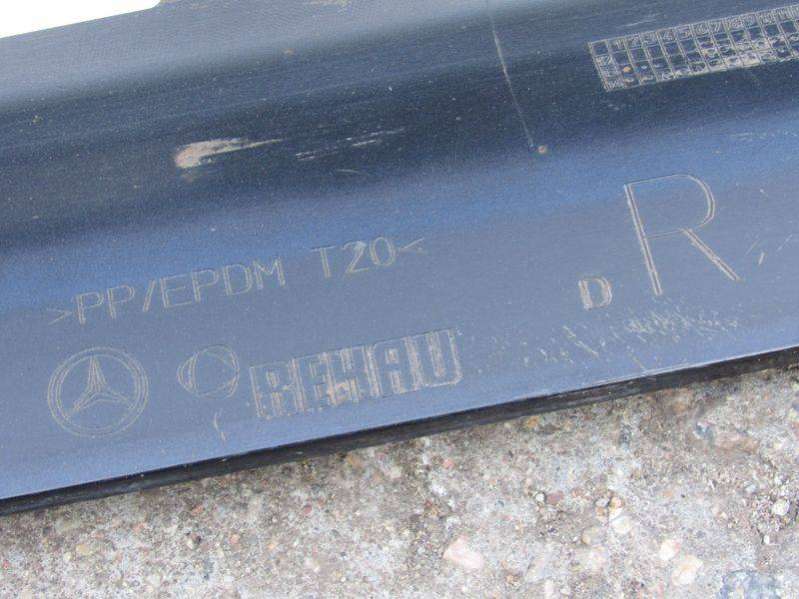 >PP/EPDM T20<
R
D
REHAU